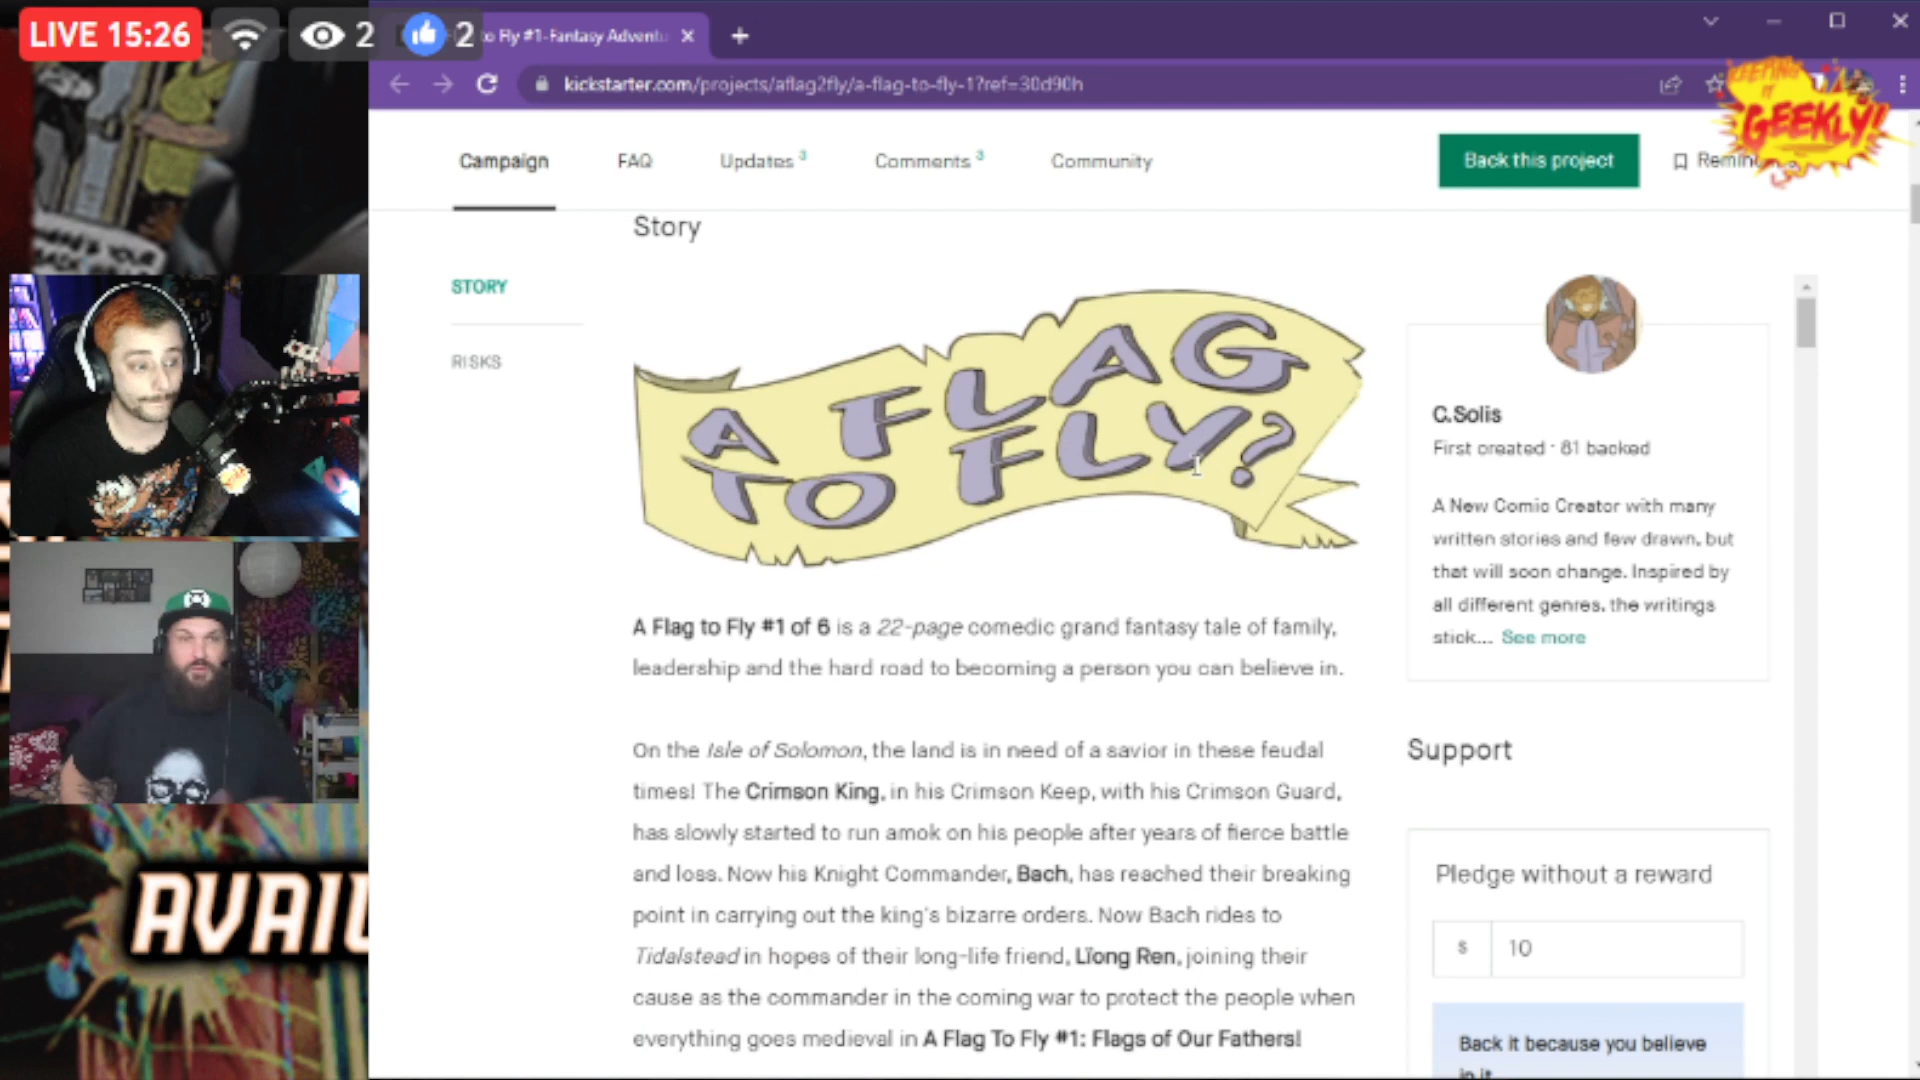 LIVE 15:26
2
2
to Fly #1-Fantasy Adventu
kickstarter.com/projects/aflag2fly/a-flag-to-fly-1?ref=30d90h
KEEPING
IT
GEEKLY!
Campaign
FAQ
Updates 3
Comments 3
Community
Back this project
Remin
Story
STORY
RISKS
A FLAG
TO FLY?
A Flag to Fly #1 of 6 is a 22-page comedic grand fantasy tale of family,
leadership and the hard road to becoming a person you can believe in.
On the Isle of Solomon, the land is in need of a savior in these feudal
times! The Crimson King, in his Crimson Keep, with his Crimson Guard,
has slowly started to run amok on his people after years of fierce battle
and loss. Now his Knight Commander, Bach, has reached their breaking
point in carrying out the king's bizarre orders. Now Bach rides to
Tidalstead in hopes of their long-life friend, Lïong Ren, joining their
cause as the commander in the coming war to protect the people when
everything goes medieval in A Flag To Fly #1: Flags of Our Fathers!
C.Solis
First created · 81 backed
A New Comic Creator with many
written stories and few drawn, but
that will soon change. Inspired by
all different genres, the writings
stick... See more
Support
Pledge without a reward
$ 10
Back it because you believe
in it
AVAIL